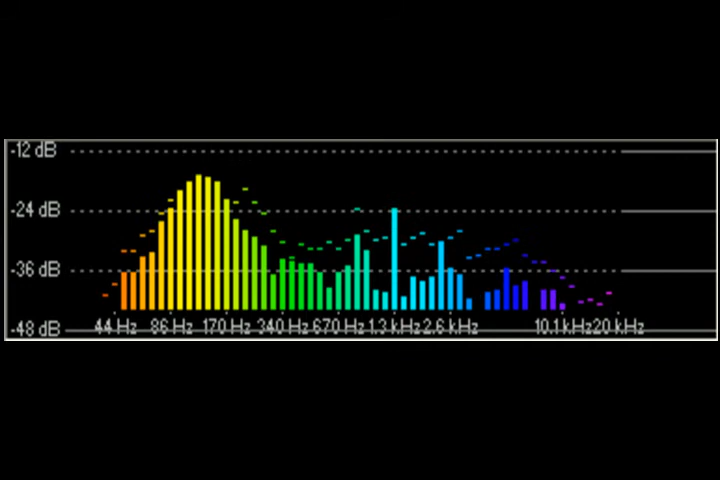 -12 dB
-24 dB
-36 dB
-48 dB
44 Hz 86 Hz 170 Hz 340 Hz 670 Hz 1.3 kHz 2.6 kHz 10.1 kHz 20 kHz